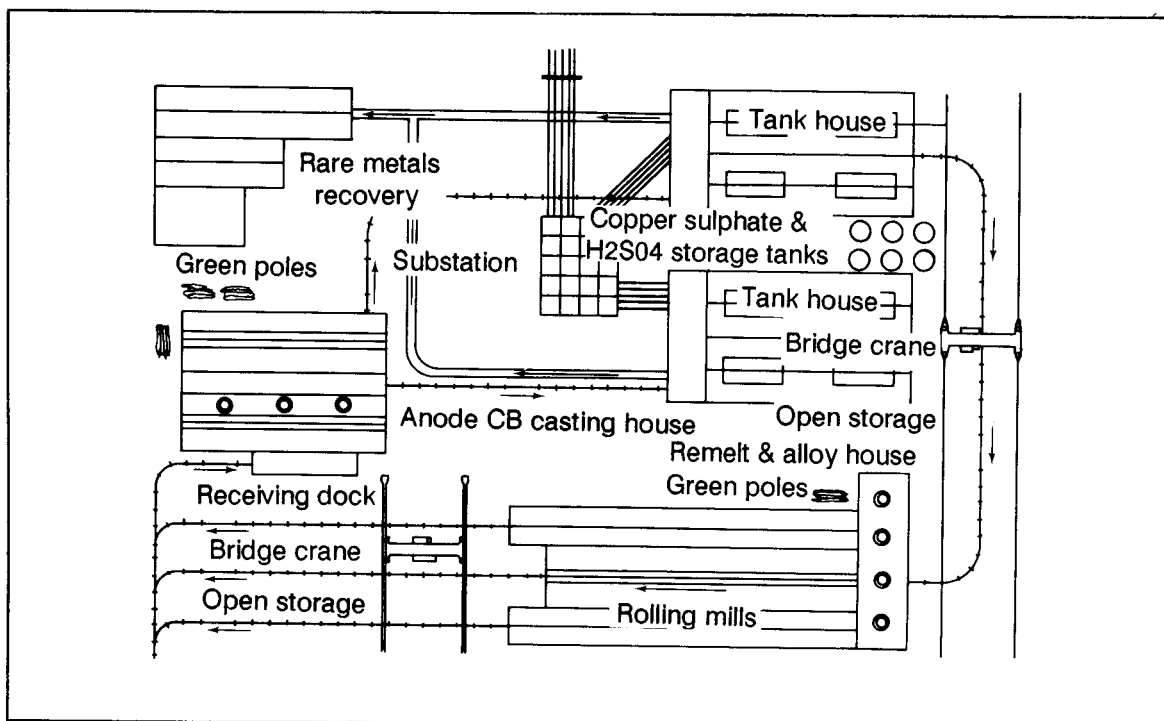 Tank house
Rare metals
recovery
Copper sulphate &
H2S04 storage tanks
Green poles
Substation
Tank house
Bridge crane
Anode CB casting house
Open storage
Remelt & alloy house
Green poles
Receiving dock
Bridge crane
Open storage
Rolling mills